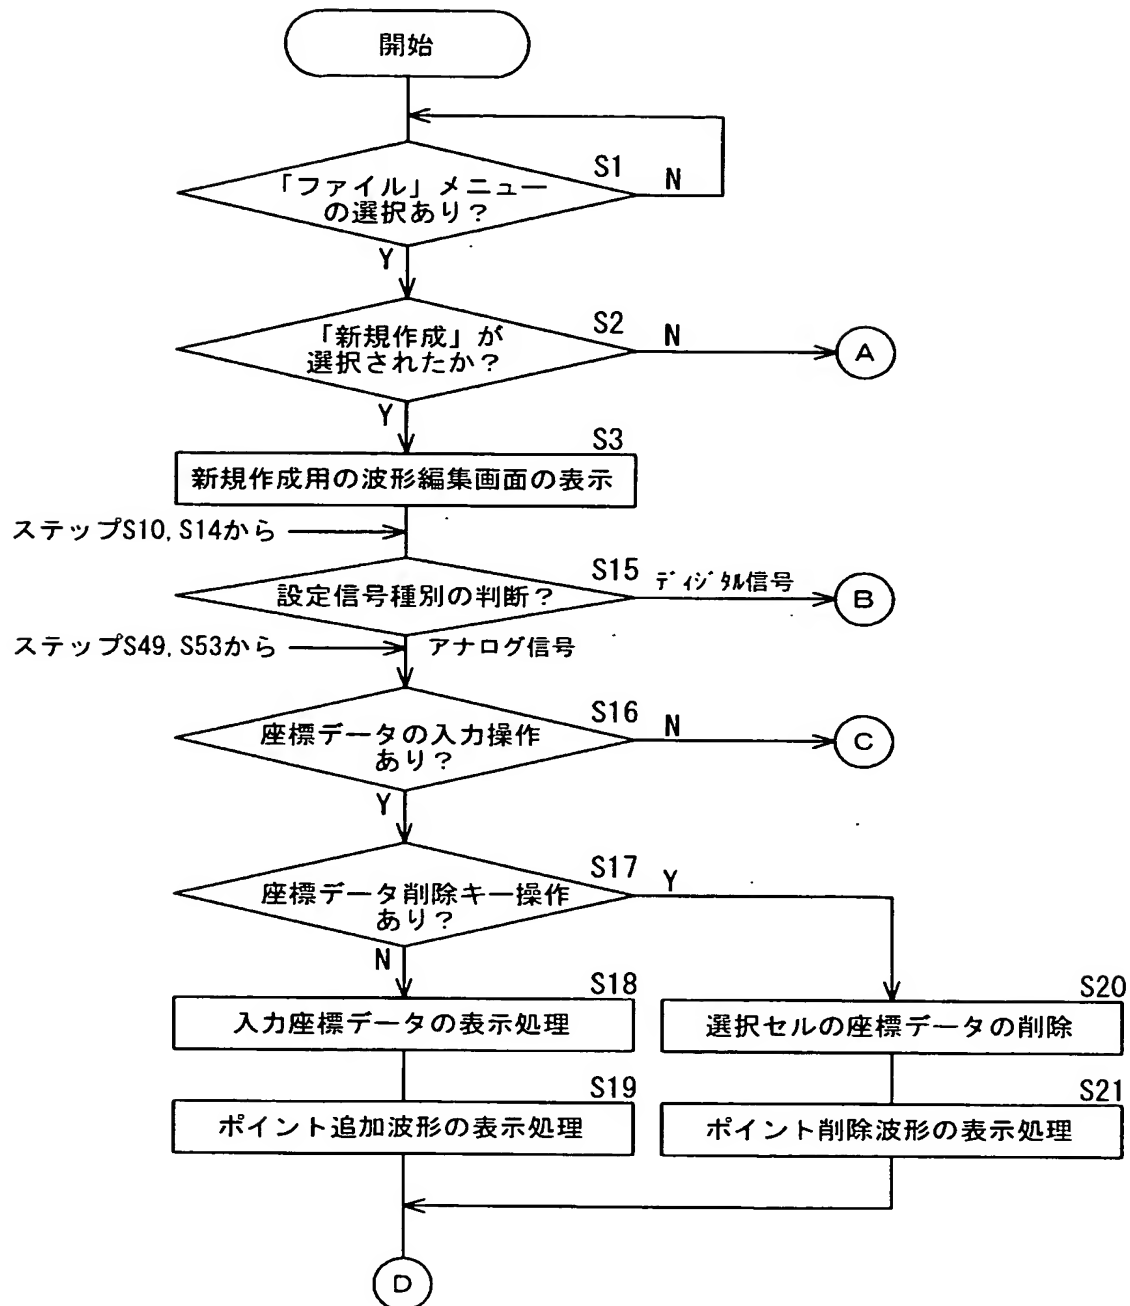 開始
S1
N
「ファイル」メニュー
の選択あり?
Y
S2
N
「新規作成」が
選択されたか?
A
Y
S3
新規作成用の波形編集画面の表示
ステップS10, S14から
S15
ディジタル信号
設定信号種別の判断?
B
ステップS49, S53から
アナログ信号
S16
N
座標データの入力操作
あり?
C
Y
S17
Y
座標データ削除キー操作
あり?
N
S18
入力座標データの表示処理
S20
選択セルの座標データの削除
S19
ポイント追加波形の表示処理
S21
ポイント削除波形の表示処理
D